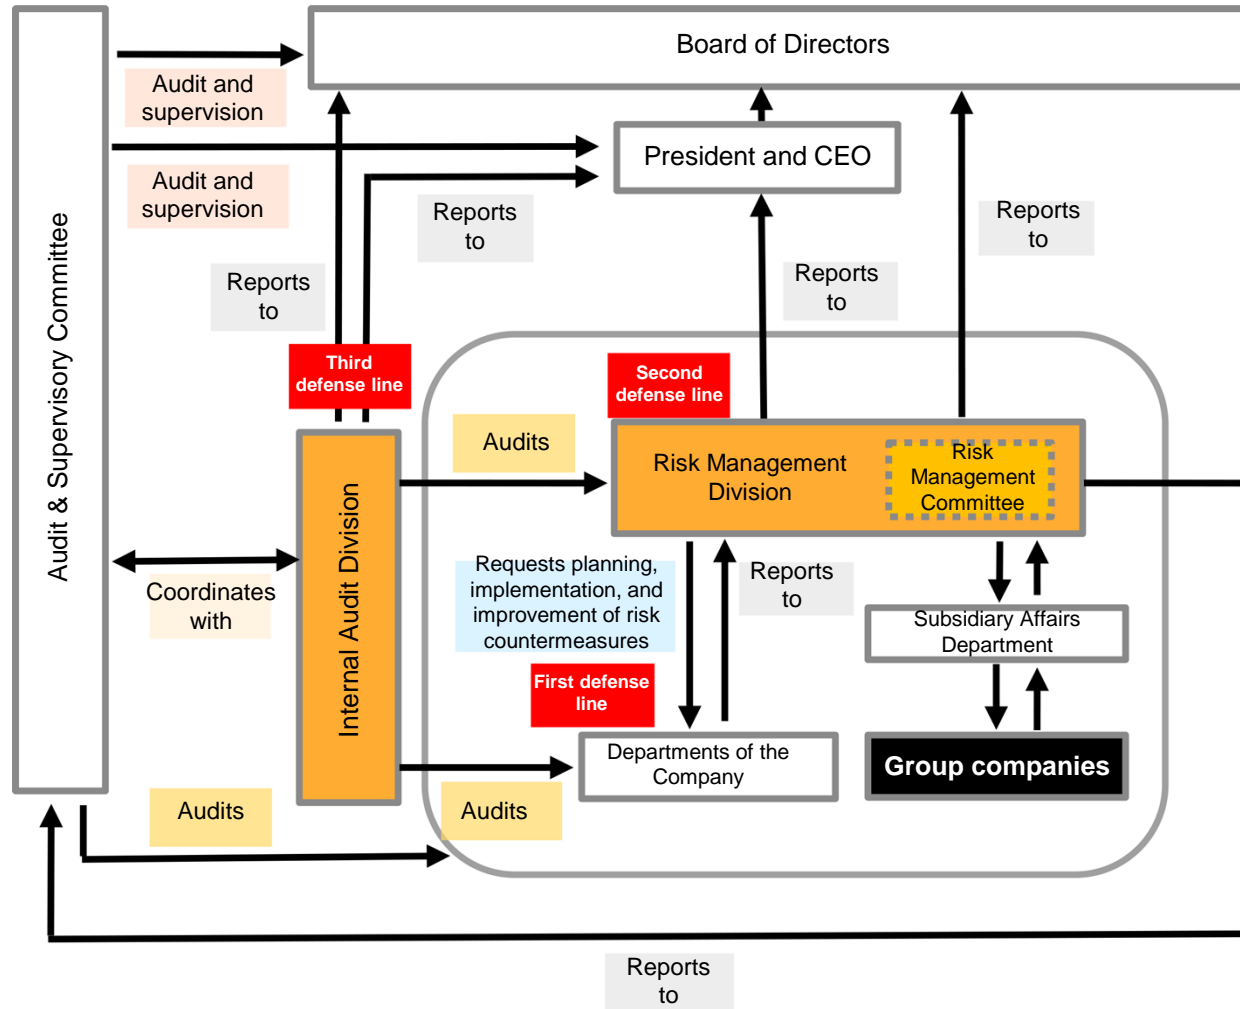 Board of Directors
Audit and
supervision
President and CEO
Audit and
supervision
Reports
to
Reports
to
Reports
to
Reports
to
Audit & Supervisory Committee
Third
defense line
Second
defense line
Audits
Risk Management
Division
Risk
Management
Committee
Internal Audit Division
Coordinates
with
Requests planning,
implementation, and
improvement of risk
countermeasures
Reports
to
Subsidiary Affairs
Department
First defense
line
Departments of the
Company
Group companies
Audits
Audits
Reports
to